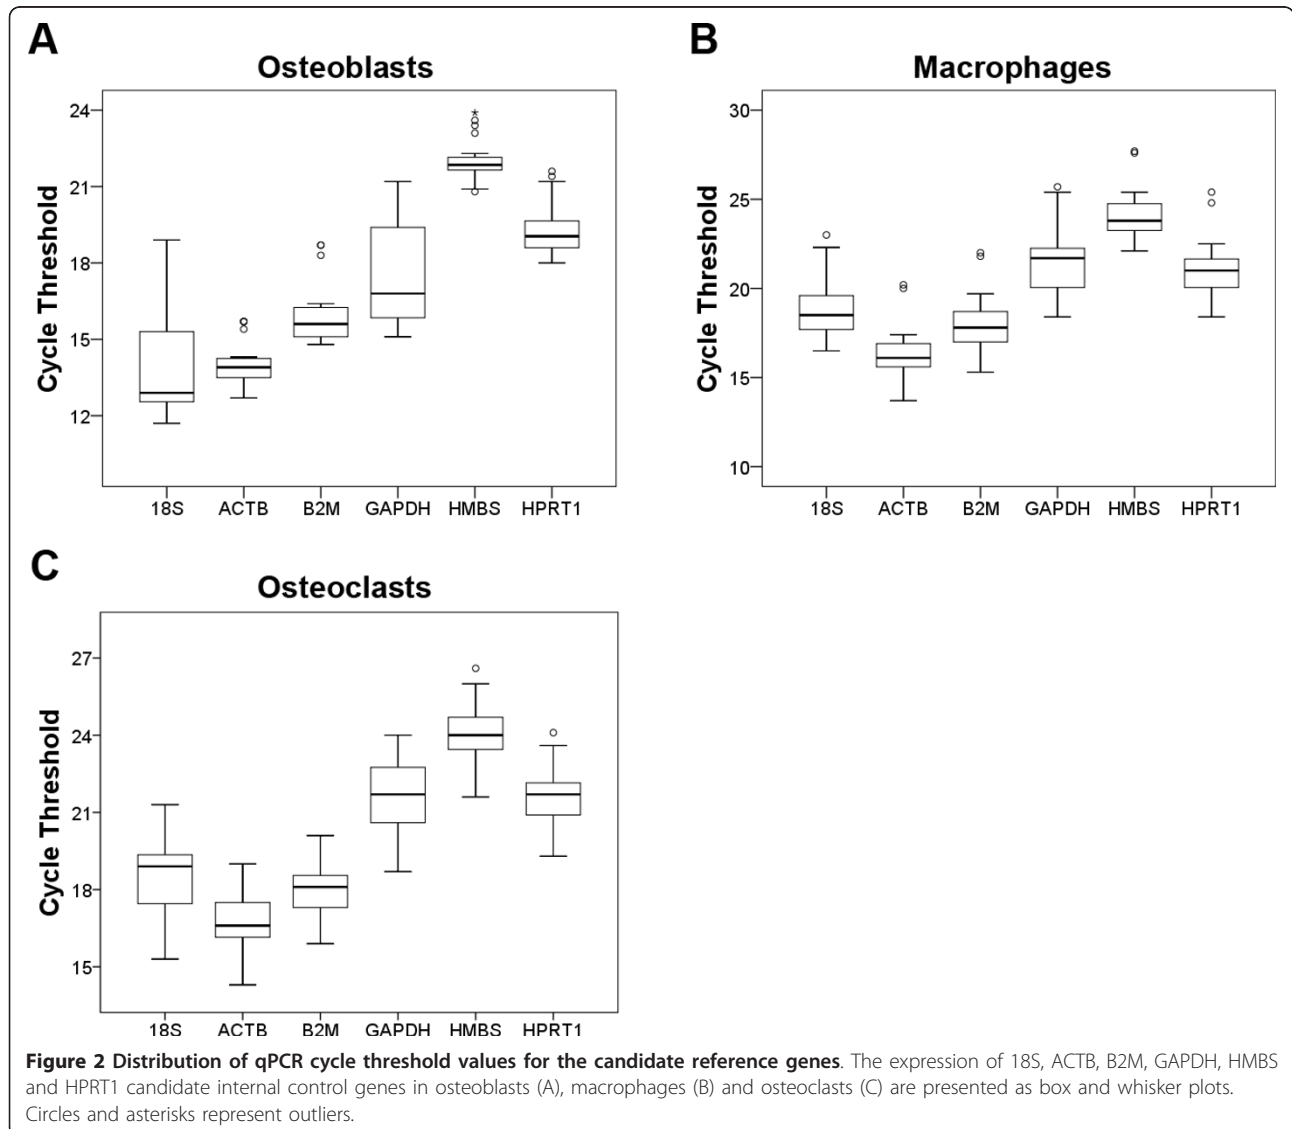 A
Osteoblasts
Cycle Threshold
24
21
18
15
12
*
18S ACTB B2M GAPDH HMBS HPRT1
B
Macrophages
Cycle Threshold
30
25
20
15
10
18S ACTB B2M GAPDH HMBS HPRT1
C
Osteoclasts
Cycle Threshold
27
24
21
18
15
18S ACTB B2M GAPDH HMBS HPRT1
Figure 2 Distribution of qPCR cycle threshold values for the candidate reference genes. The expression of 18S, ACTB, B2M, GAPDH, HMBS
and HPRT1 candidate internal control genes in osteoblasts (A), macrophages (B) and osteoclasts (C) are presented as box and whisker plots.
Circles and asterisks represent outliers.